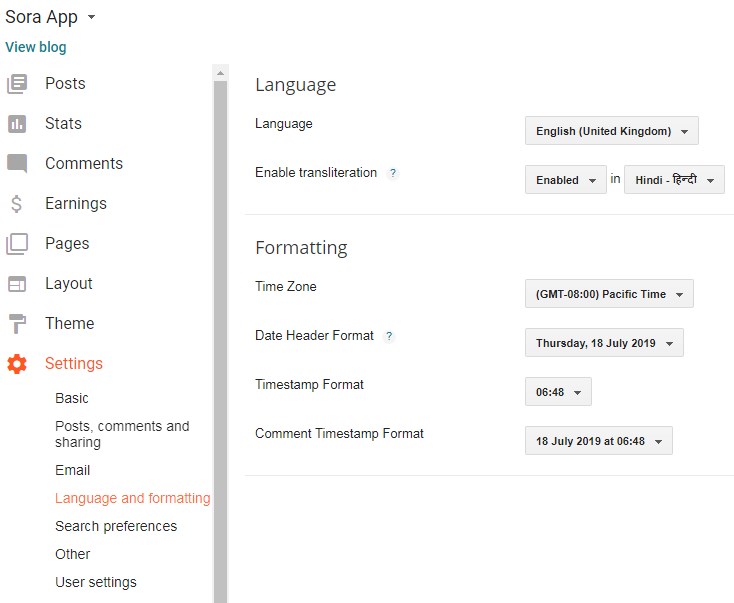 Sora App
View blog
Posts
Stats
Comments
Earnings
Pages
Layout
Theme
Settings
Basic
Posts, comments and
sharing
Email
Language and formatting
Search preferences
Other
User settings
Language
Language English (United Kingdom)
Enable transliteration ? Enabled in Hindi - हिन्दी
Formatting
Time Zone (GMT-08:00) Pacific Time
Date Header Format ? Thursday, 18 July 2019
Timestamp Format 06:48
Comment Timestamp Format 18 July 2019 at 06:48